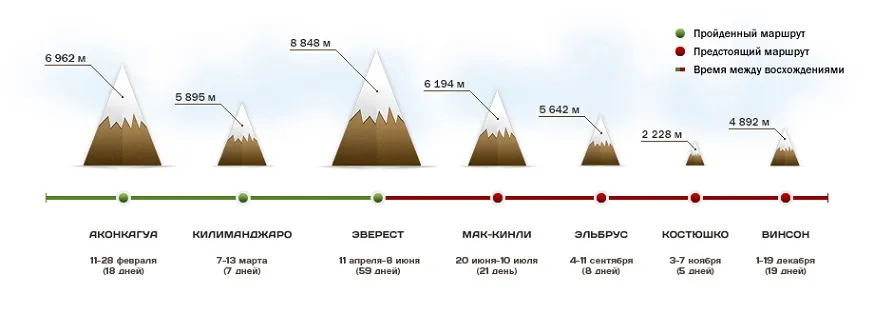 6 962 м
5 895 м
8 848 м
6 194 м
5 642 м
2 228 м
4 892 м
Пройденный маршрут
Предстоящий маршрут
Время между восхождениями
АКОНКАГУА
11-28 февраля
(18 дней)
КИЛИМАНДЖАРО
7-13 марта
(7 дней)
ЭВЕРЕСТ
11 апреля-8 июня
(59 дней)
МАК-КИНЛИ
20 июня-10 июля
(21 день)
ЭЛЬБРУС
4-11 сентября
(8 дней)
КОСТЮШКО
3-7 ноября
(5 дней)
ВИНСОН
1-19 декабря
(19 дней)